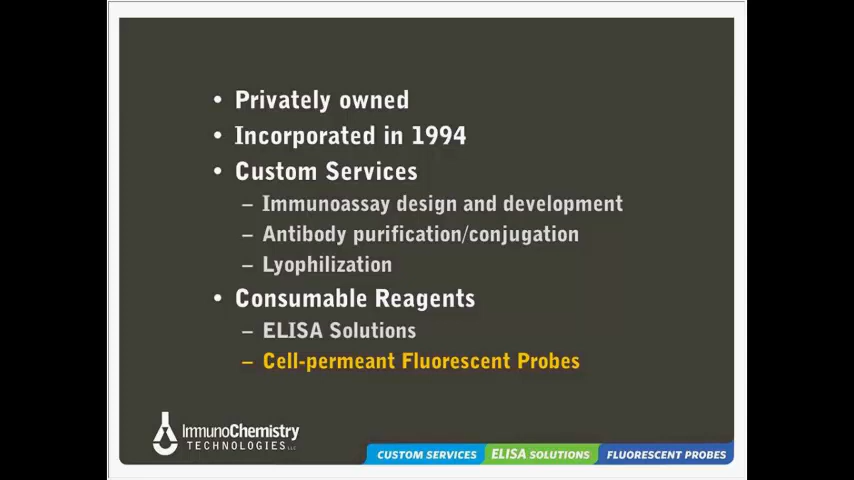 • Privately owned
• Incorporated in 1994
• Custom Services
– Immunoassay design and development
– Antibody purification/conjugation
– Lyophilization
• Consumable Reagents
– ELISA Solutions
– Cell-permeant Fluorescent Probes
ImmunoChemistry
TECHNOLOGIES LLC
CUSTOM SERVICES ELISA SOLUTIONS FLUORESCENT PROBES